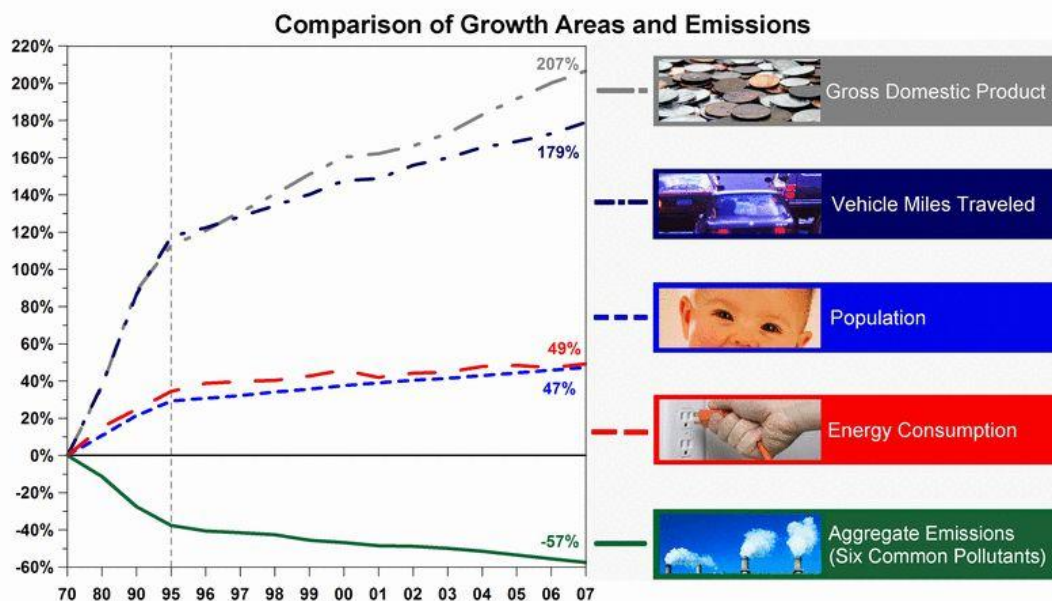 Comparison of Growth Areas and Emissions
220%
200%
180%
160%
140%
120%
100%
80%
60%
40%
20%
0%
-20%
-40%
-60%
207%
179%
49%
47%
-57%
70 80 90 95 96 97 98 99 00 01 02 03 04 05 06 07
Gross Domestic Product
Vehicle Miles Traveled
Population
Energy Consumption
Aggregate Emissions
(Six Common Pollutants)